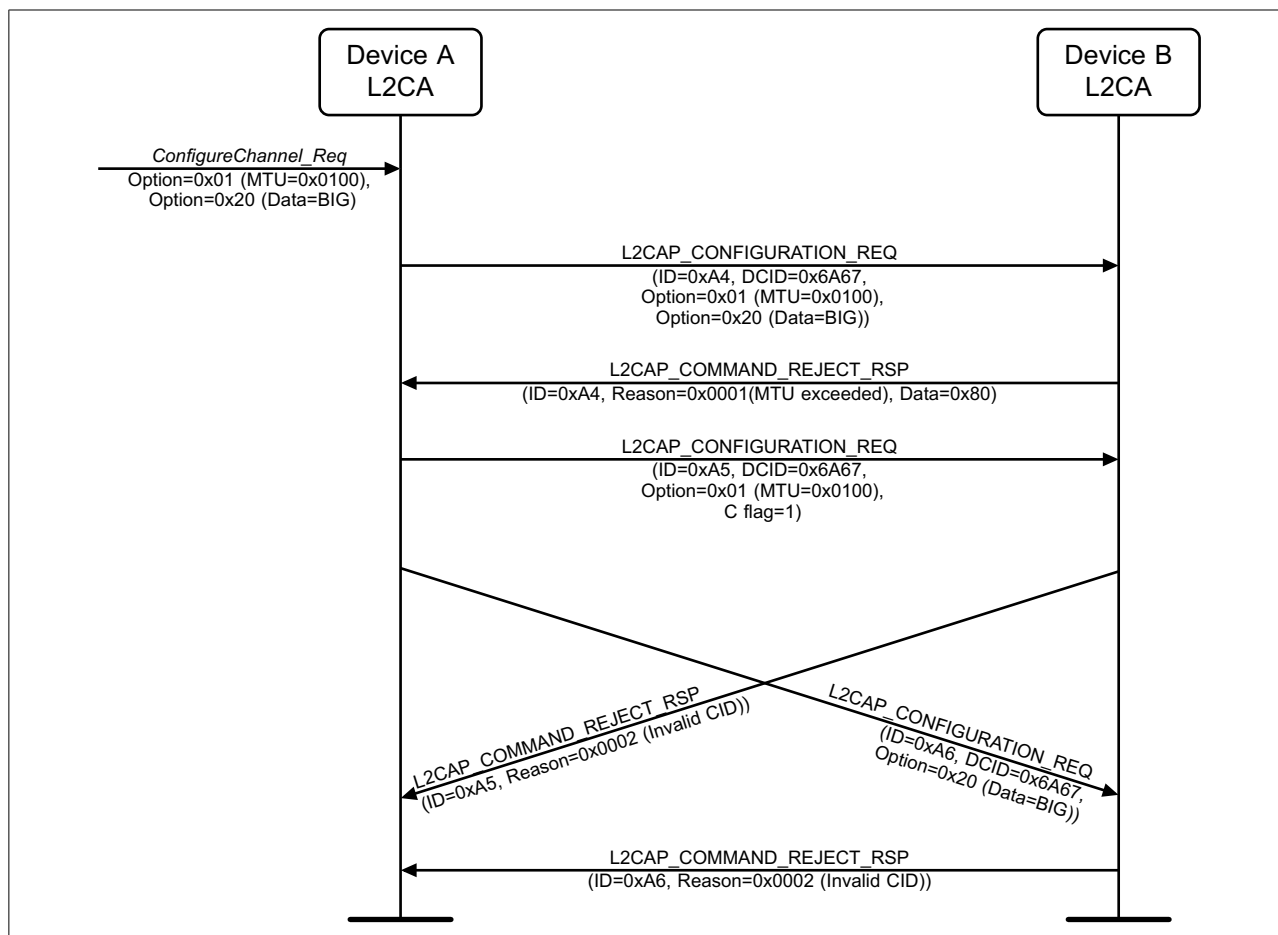 Device A
L2CA
Device B
L2CA
ConfigureChannel_Req
Option=0x01 (MTU=0x0100),
Option=0x20 (Data=BIG)
L2CAP_CONFIGURATION_REQ
(ID=0xA4, DCID=0x6A67,
Option=0x01 (MTU=0x0100),
Option=0x20 (Data=BIG))
L2CAP_COMMAND_REJECT_RSP
(ID=0xA4, Reason=0x0001(MTU exceeded), Data=0x80)
L2CAP_CONFIGURATION_REQ
(ID=0xA5, DCID=0x6A67,
Option=0x01 (MTU=0x0100),
C flag=1)
L2CAP_COMMAND_REJECT_RSP
(ID=0xA5, Reason=0x0002 (Invalid CID))
L2CAP_CONFIGURATION_REQ
(ID=0xA6, DCID=0x6A67,
Option=0x20 (Data=BIG))
L2CAP_COMMAND_REJECT_RSP
(ID=0xA6, Reason=0x0002 (Invalid CID))